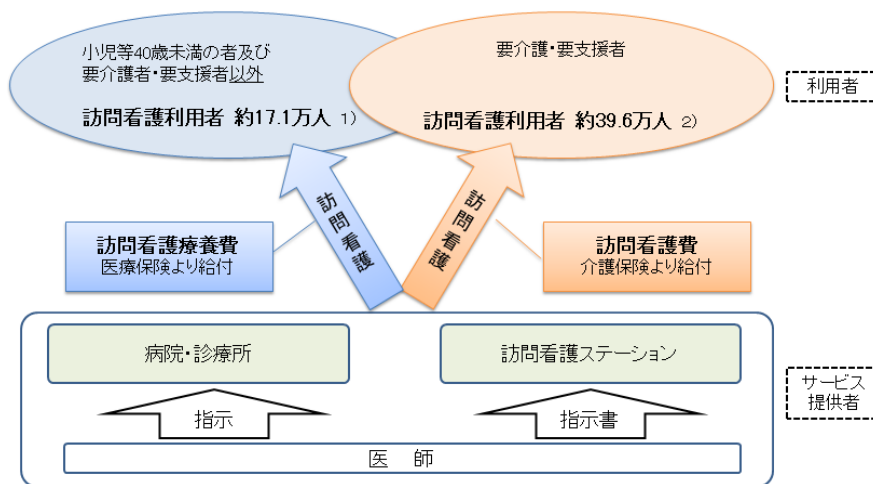 小児等40歳未満の者及び
要介護者・要支援者以外
訪問看護利用者 約17.1万人 1)
要介護・要支援者
訪問看護利用者 約39.6万人 2)
利用者
訪問看護
訪問看護
訪問看護療養費
医療保険より給付
訪問看護費
介護保険より給付
病院・診療所
訪問看護ステーション
サービス
提供者
指示
指示書
医 師